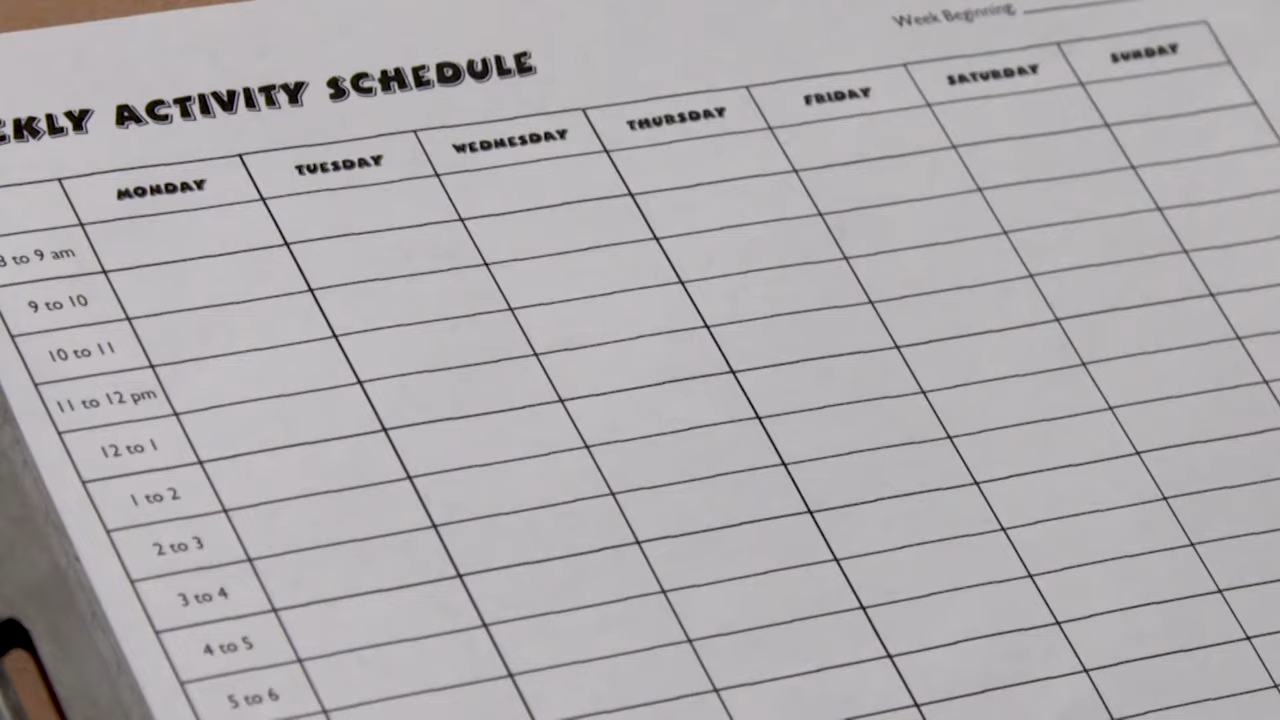 Week Beginning
ACTIVITY SCHEDULE
MONDAY TUESDAY WEDNESDAY THURSDAY FRIDAY SATURDAY SUNDAY
to 9 am
9 to 10
10 to 11
11 to 12 pm
12 to 1
1 to 2
2 to 3
3 to 4
4 to 5
5 to 6